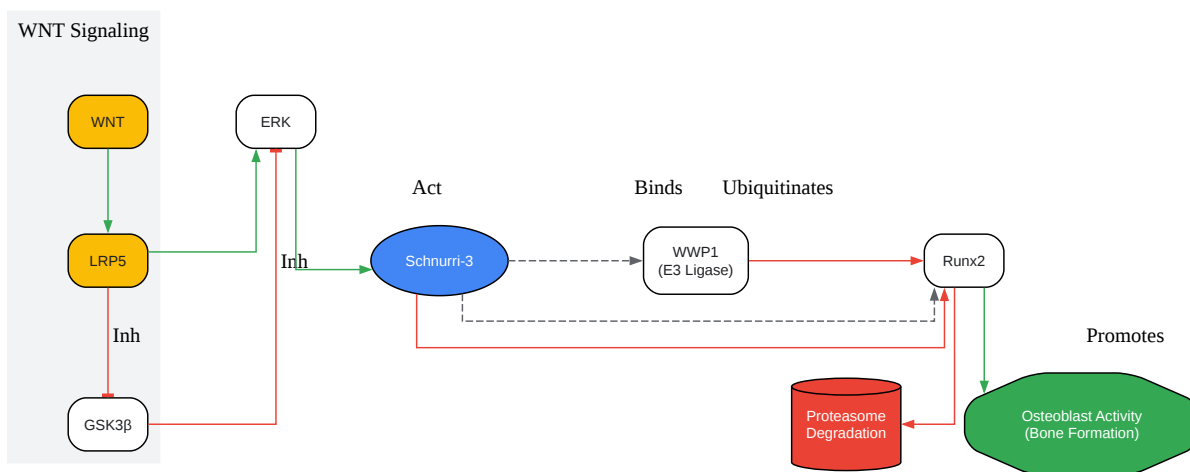 WNT Signaling
WNT
ERK
Act
Binds
Ubiquitinates
LRP5
Inh
Schnurri-3
WWP1
(E3 Ligase)
Runx2
Inh
Promotes
GSK3β
Proteasome
Degradation
Osteoblast Activity
(Bone Formation)